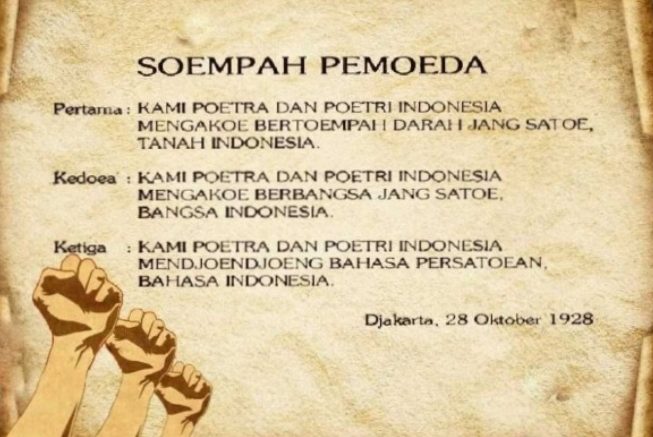 SOEMPAH PEMOEDA
Pertama : KAMI POETRA DAN POETRI INDONESIA
MENGAKOE BERTOEMPAH DARAH JANG SATOE,
TANAH INDONESIA.
Kedoea : KAMI POETRA DAN POETRI INDONESIA
MENGAKOE BERBANGSA JANG SATOE,
BANGSA INDONESIA.
Ketiga : KAMI POETRA DAN POETRI INDONESIA
MENDJOENDJOENG BAHASA PERSATOEAN,
BAHASA INDONESIA.
Djakarta, 28 Oktober 1928